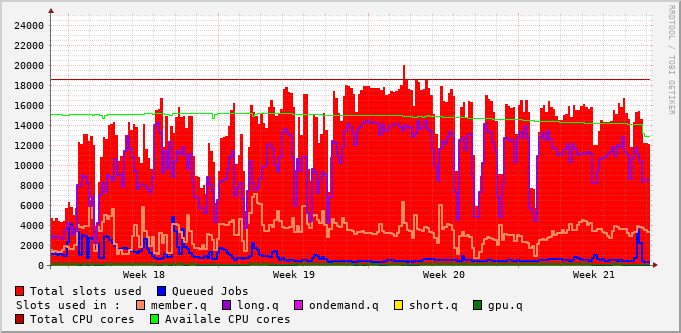 24000
22000
20000
18000
16000
14000
12000
10000
8000
6000
4000
2000
0
Week 18 Week 19 Week 20 Week 21
Total slots used Queued Jobs
Slots used in : member.q long.q ondemand.q short.q gpu.q
Total CPU cores Availale CPU cores
RRDTOOL / TOBI OETIKER